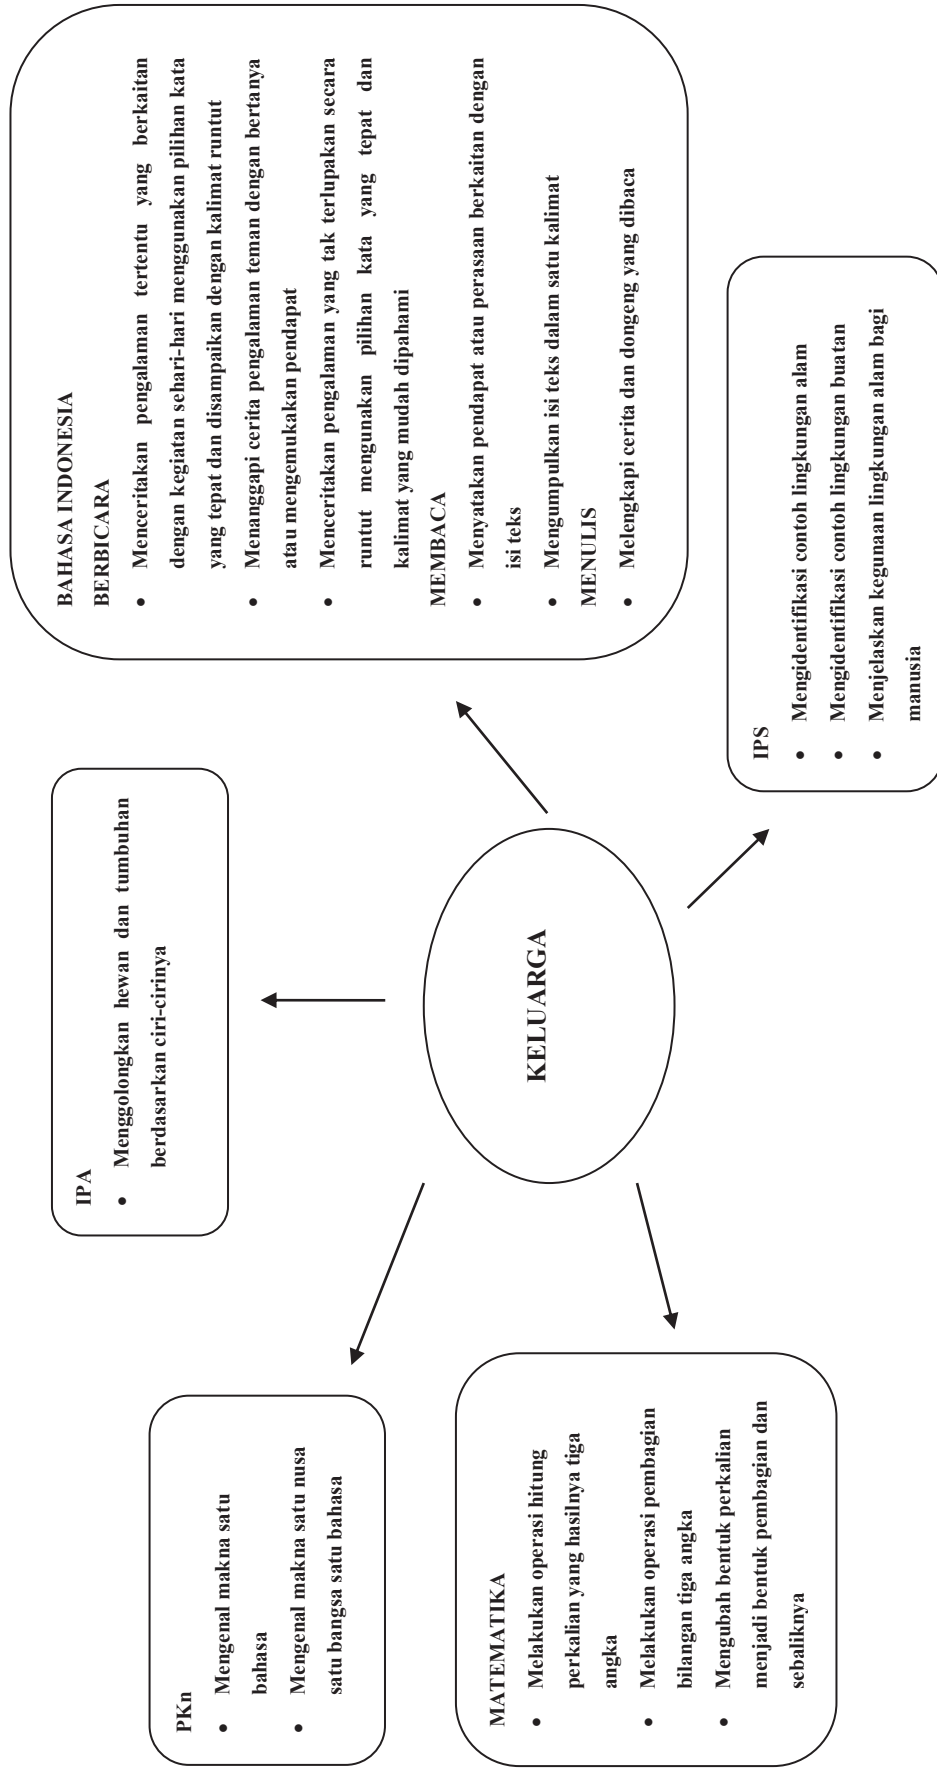 PKn
• Mengenal makna satu
bahasa
• Mengenal makna satu nusa
satu bangsa satu bahasa
IPA
• Menggolongkan hewan dan tumbuhan
berdasarkan ciri-cirinya
BAHASA INDONESIA
BERBICARA
• Menceritakan pengalaman tertentu yang berkaitan
dengan kegiatan sehari-hari menggunakan pilihan kata
yang tepat dan disampaikan dengan kalimat runtut
• Menanggapi cerita pengalaman teman dengan bertanya
atau mengemukakan pendapat
• Menceritakan pengalaman yang tak terlupakan secara
runtut mengunakan pilihan kata yang tepat dan
kalimat yang mudah dipahami
MEMBACA
• Menyatakan pendapat atau perasaan berkaitan dengan
isi teks
• Mengumpulkan isi teks dalam satu kalimat
MENULIS
• Melengkapi cerita dan dongeng yang dibaca
KELUARGA
MATEMATIKA
• Melakukan operasi hitung
perkalian yang hasilnya tiga
angka
• Melakukan operasi pembagian
bilangan tiga angka
• Mengubah bentuk perkalian
menjadi bentuk pembagian dan
sebaliknya
IPS
• Mengidentifikasi contoh lingkungan alam
• Mengidentifikasi contoh lingkungan buatan
• Menjelaskan kegunaan lingkungan alam bagi
manusia